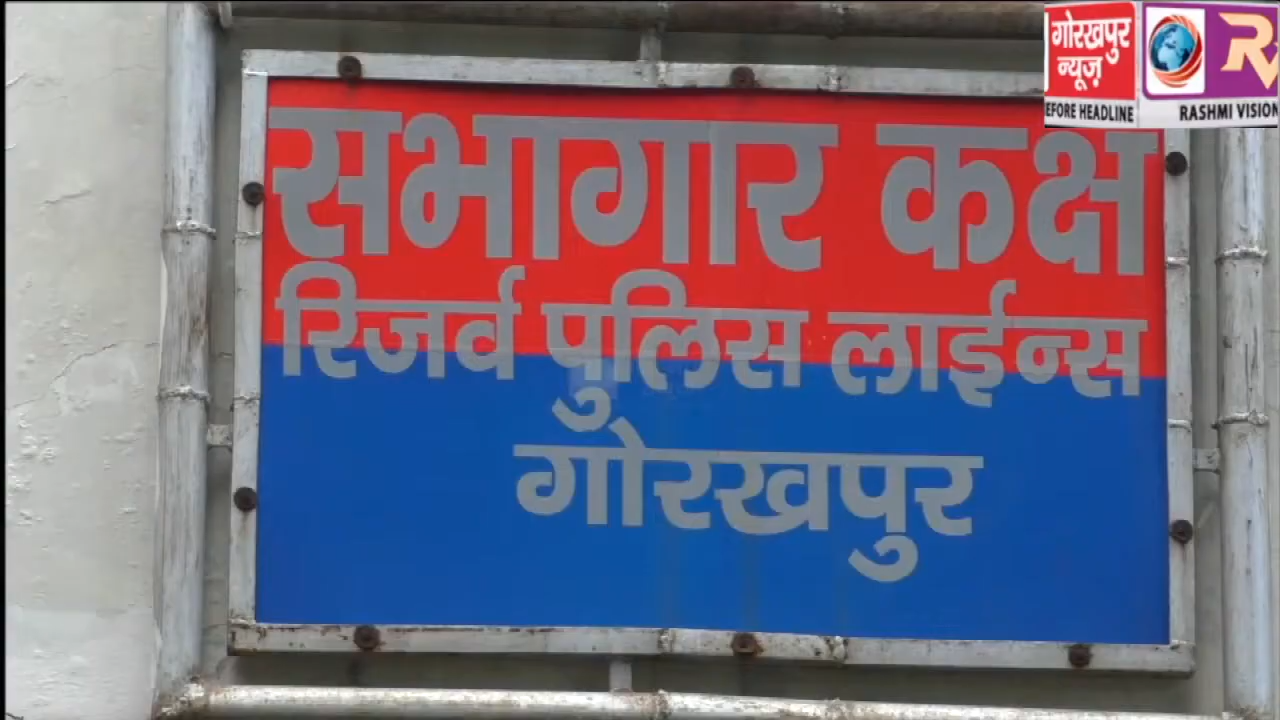 गोरखपुर
न्यूज़
EFORE HEADLINE
RASHMI VISION
सभागार कक्ष
रिजर्व पुलिस लाईन्स
गोरखपुर